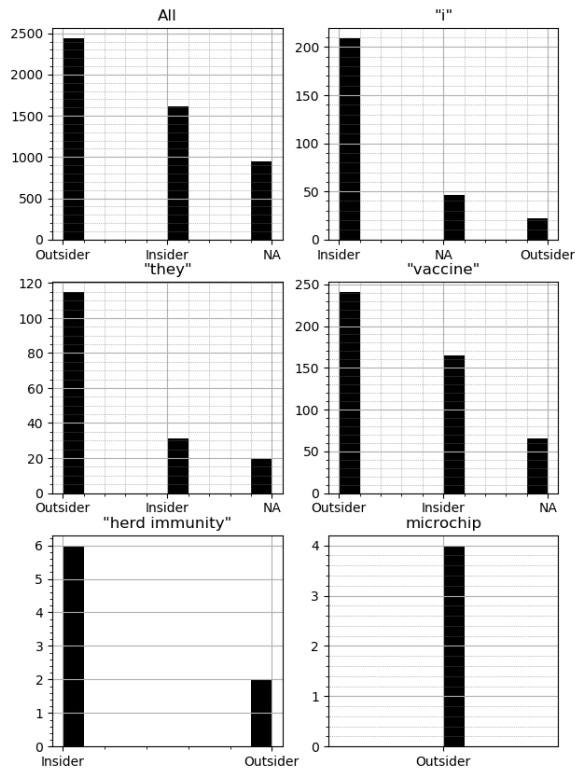 All
"i"
2500
2000
1500
1000
500
0
Outsider
Insider
NA
200
150
100
50
0
Insider
NA
Outsider
"they"
"vaccine"
120
100
80
60
40
20
0
Outsider
Insider
NA
250
200
150
100
50
0
Outsider
Insider
NA
"herd immunity"
microchip
6
5
4
3
2
1
0
Insider
Outsider
4
3
2
1
0
Outsider